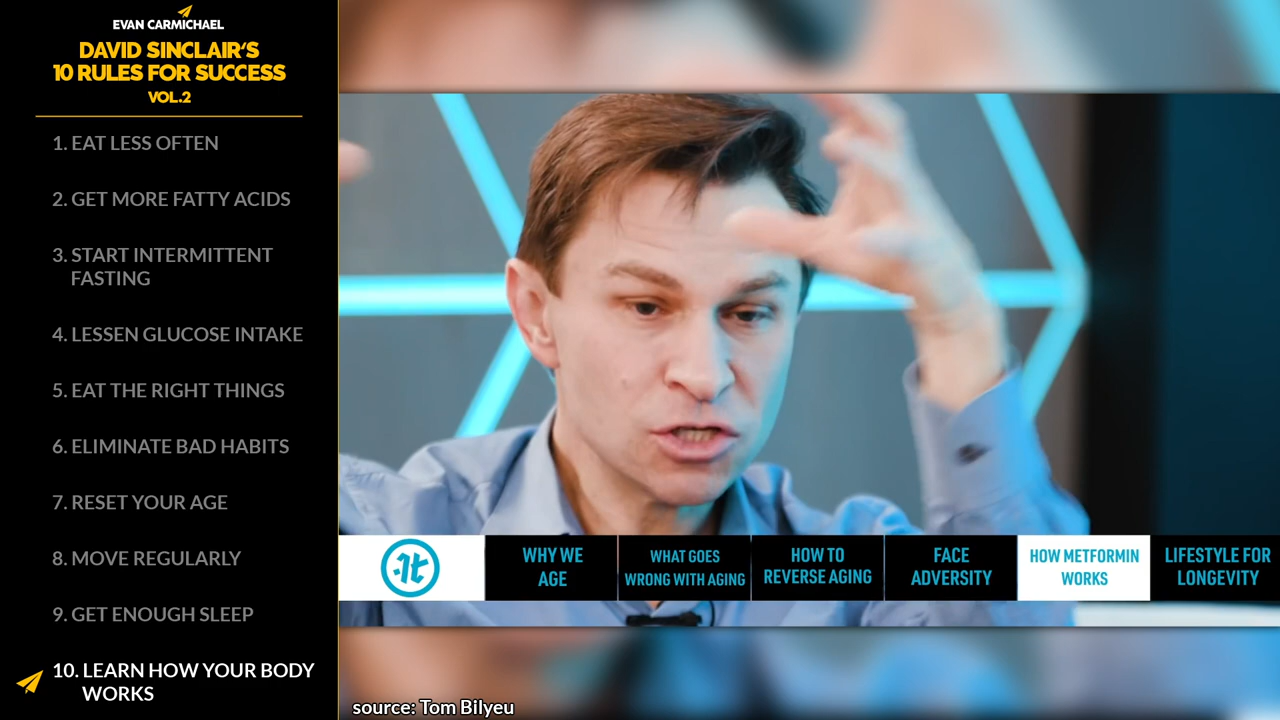 EVAN CARMICHAEL
DAVID SINCLAIR'S
10 RULES FOR SUCCESS
VOL.2
1. EAT LESS OFTEN
2. GET MORE FATTY ACIDS
3. START INTERMITTENT
FASTING
4. LESSEN GLUCOSE INTAKE
5. EAT THE RIGHT THINGS
6. ELIMINATE BAD HABITS
7. RESET YOUR AGE
8. MOVE REGULARLY
9. GET ENOUGH SLEEP
10. LEARN HOW YOUR BODY
WORKS
WHY WE
AGE
WHAT GOES
WRONG WITH AGING
HOW TO
REVERSE AGING
FACE
ADVERSITY
HOW METFORMIN
WORKS
LIFESTYLE FOR
LONGEVITY
source: Tom Bilyeu